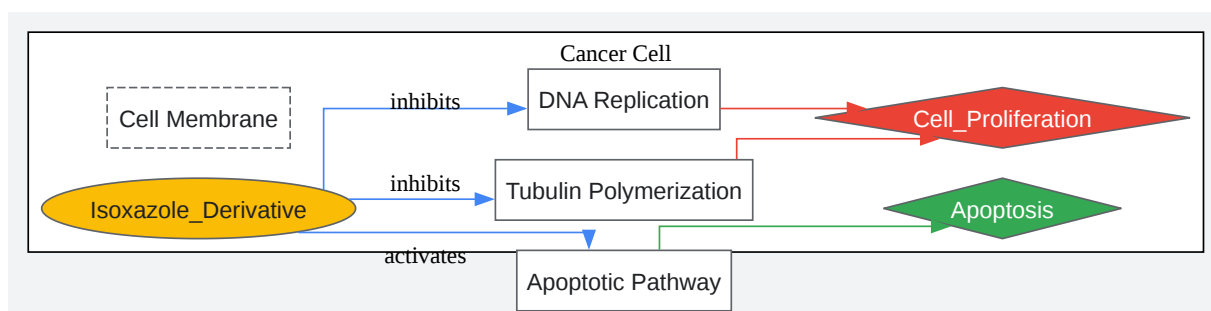 Cancer Cell
Cell Membrane
inhibits
DNA Replication
Cell_Proliferation
Isoxazole_Derivative
inhibits
Tubulin Polymerization
Apoptosis
activates
Apoptotic Pathway